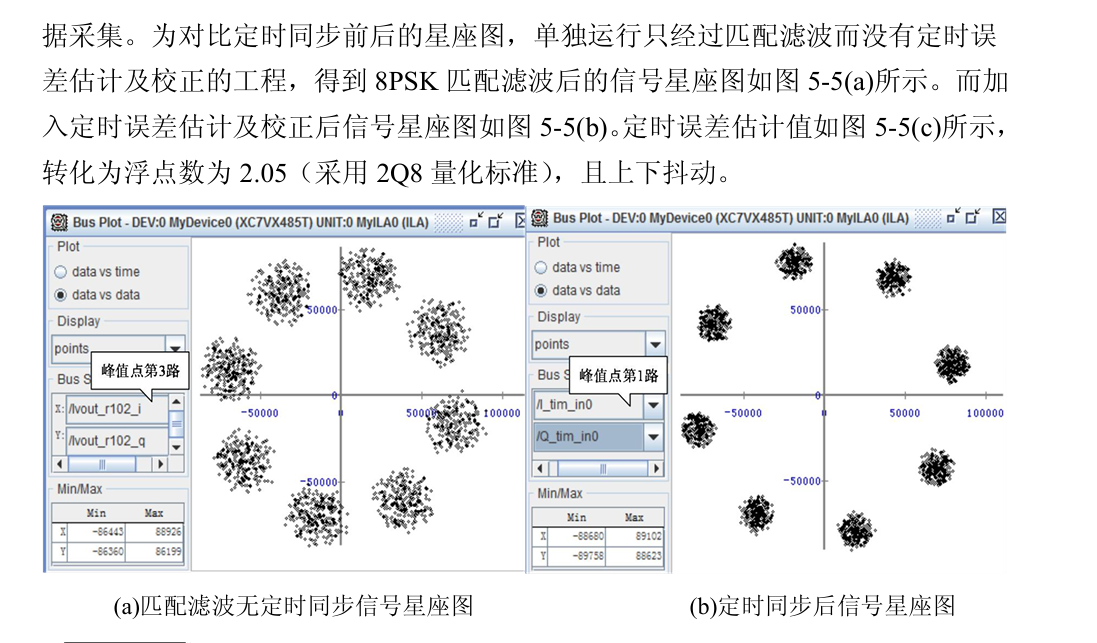 据采集。为对比定时同步前后的星座图，单独运行只经过匹配滤波而没有定时误
差估计及校正的工程，得到 8PSK 匹配滤波后的信号星座图如图 5-5(a)所示。而加
入定时误差估计及校正后信号星座图如图 5-5(b)。定时误差估计值如图 5-5(c)所示，
转化为浮点数为 2.05（采用 2Q8 量化标准），且上下抖动。
Bus Plot - DEV:0 MyDevice0 (XC7VX485T) UNIT:0 MyILA0 (ILA)
Plot
data vs time
data vs data
Display
points
峰值点第3路
Bus S
X: /lvout_r102_i
Y: /lvout_r102_q
Min/Max
Min Max
X -86443 88926
Y -86360 86199
50000
-50000 0 50000 100000
-50000
Bus Plot - DEV:0 MyDevice0 (XC7VX485T) UNIT:0 MyILA0 (ILA)
Plot
data vs time
data vs data
Display
points
峰值点第1路
Bus S
/I_tim_in0
/Q_tim_in0
Min/Max
Min Max
X -88680 89102
Y -89758 88623
50000
-50000 0 50000 100000
-50000
(a)匹配滤波无定时同步信号星座图
(b)定时同步后信号星座图